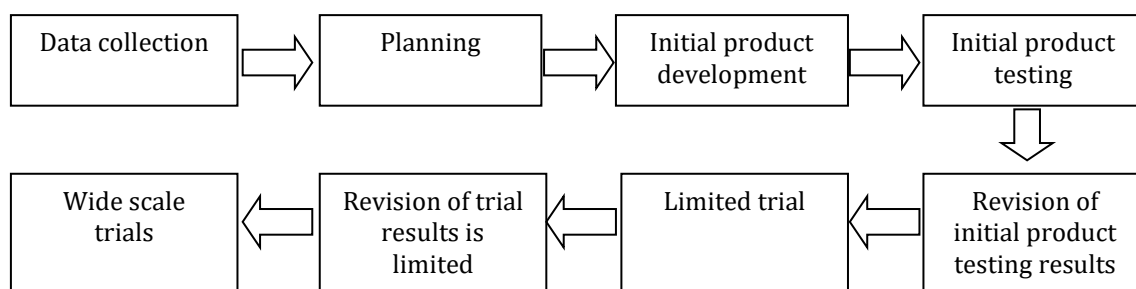 Data collection
Planning
Initial product
development
Initial product
testing
Revision of
initial product
testing results
Limited trial
Revision of trial
results is
limited
Wide scale
trials